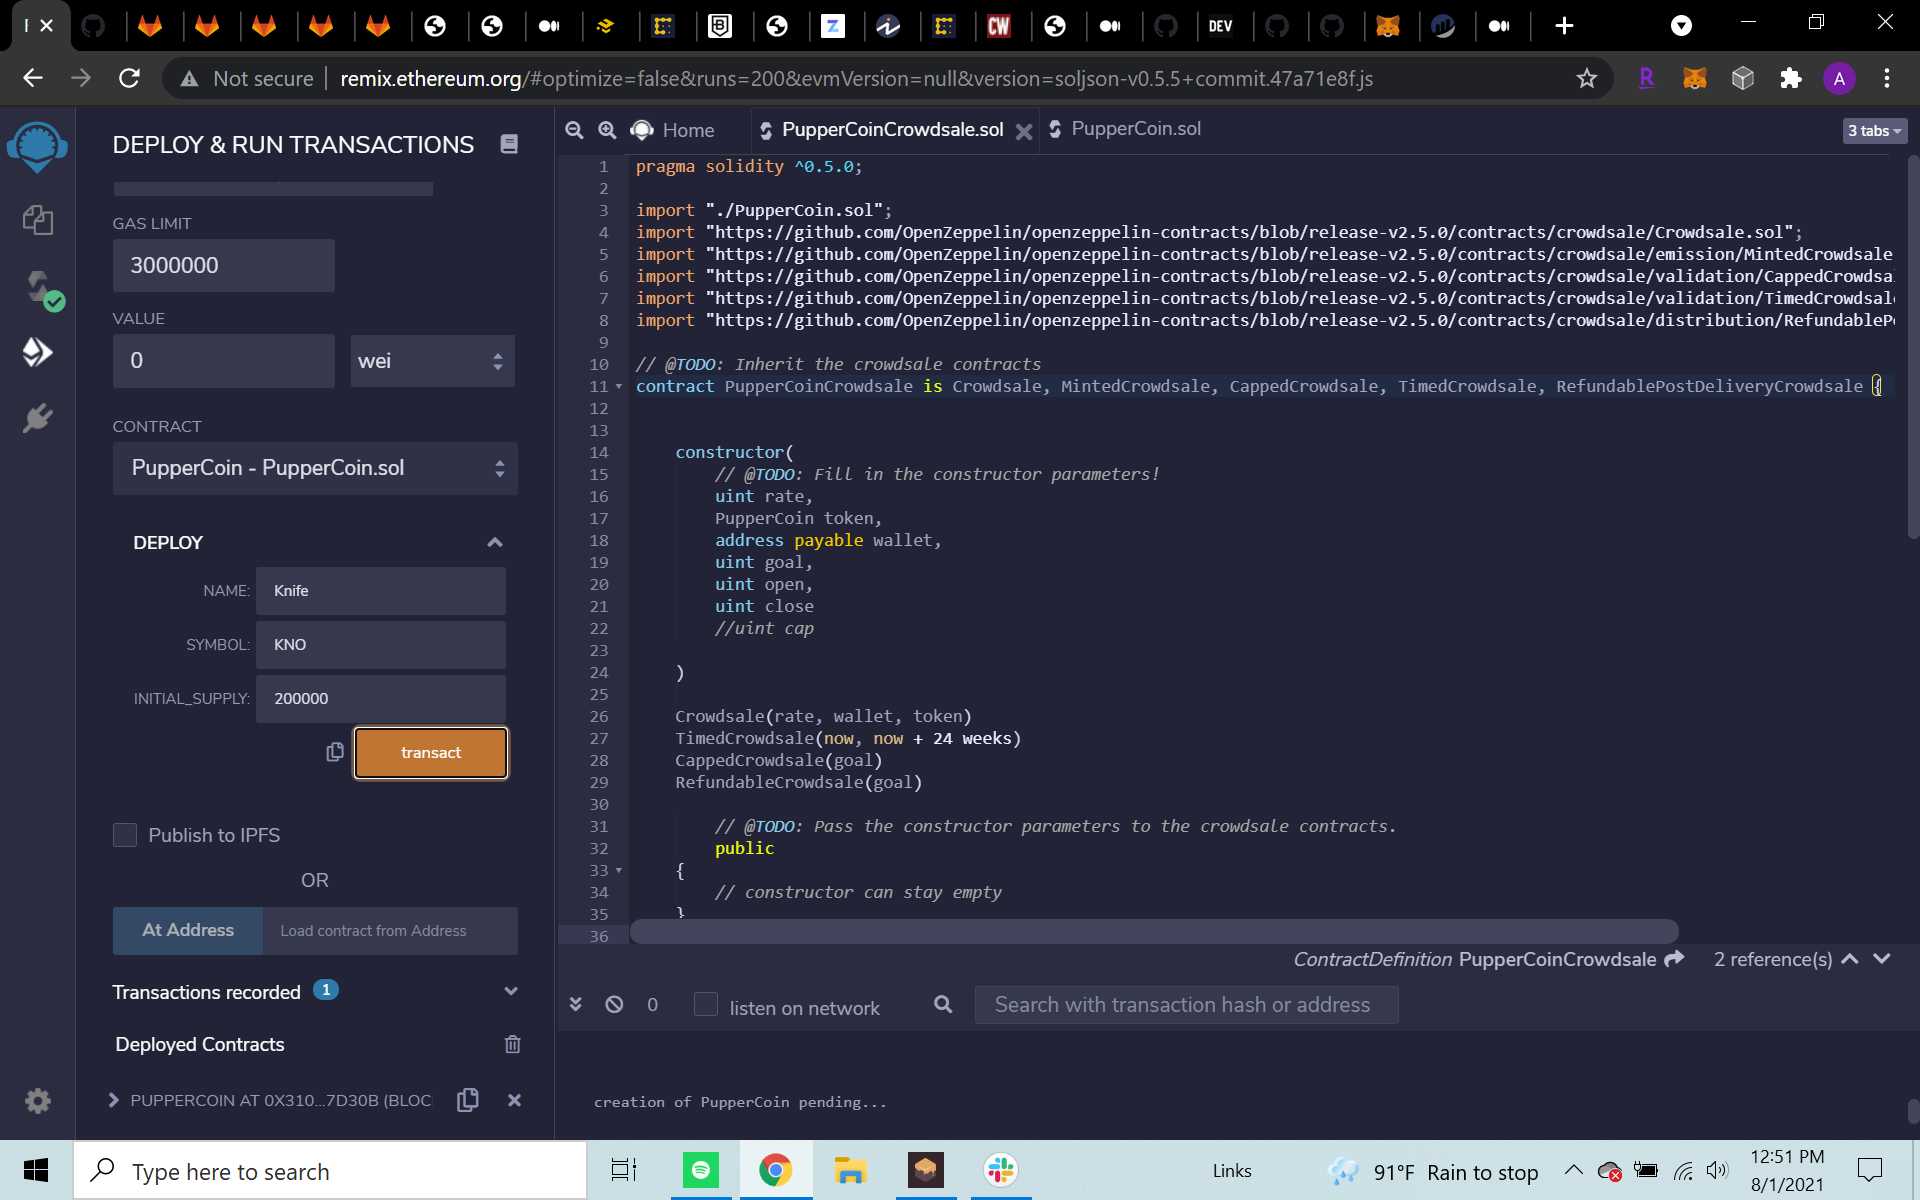 Not secure
remix.ethereum.org/#optimize=false&runs=200&evmVersion=null&version=soljson-v0.5.5+commit.47a71e8f.js
DEV
CW
Z
R
A
DEPLOY & RUN TRANSACTIONS
GAS LIMIT
3000000
VALUE
0
wei
CONTRACT
PupperCoin - PupperCoin.sol
DEPLOY
NAME:
Knife
SYMBOL:
KNO
INITIAL_SUPPLY:
200000
transact
Publish to IPFS
OR
At Address
Load contract from Address
Transactions recorded
1
Deployed Contracts
PUPPERCOIN AT 0X310...7D30B (BLOC
Home
PupperCoinCrowdsale.sol
PupperCoin.sol
3 tabs
1 pragma solidity ^0.5.0;
2
3 import "./PupperCoin.sol";
4 import "https://github.com/OpenZeppelin/openzeppelin-contracts/blob/release-v2.5.0/contracts/crowdsale/Crowdsale.sol";
5 import "https://github.com/OpenZeppelin/openzeppelin-contracts/blob/release-v2.5.0/contracts/crowdsale/emission/MintedCrowdsale
6 import "https://github.com/OpenZeppelin/openzeppelin-contracts/blob/release-v2.5.0/contracts/crowdsale/validation/CappedCrowdsa
7 import "https://github.com/OpenZeppelin/openzeppelin-contracts/blob/release-v2.5.0/contracts/crowdsale/validation/TimedCrowdsal
8 import "https://github.com/OpenZeppelin/openzeppelin-contracts/blob/release-v2.5.0/contracts/crowdsale/distribution/RefundableP
9
10 // @TODO: Inherit the crowdsale contracts
11 contract PupperCoinCrowdsale is Crowdsale, MintedCrowdsale, CappedCrowdsale, TimedCrowdsale, RefundablePostDeliveryCrowdsale {
12
13
14 constructor(
15 // @TODO: Fill in the constructor parameters!
16 uint rate,
17 PupperCoin token,
18 address payable wallet,
19 uint goal,
20 uint open,
21 uint close
22 //uint cap
23
24 )
25
26 Crowdsale(rate, wallet, token)
27 TimedCrowdsale(now, now + 24 weeks)
28 CappedCrowdsale(goal)
29 RefundableCrowdsale(goal)
30
31 // @TODO: Pass the constructor parameters to the crowdsale contracts.
32 public
33 {
34 // constructor can stay empty
35 }
36
ContractDefinition PupperCoinCrowdsale
2 reference(s)
0
listen on network
Search with transaction hash or address
creation of PupperCoin pending...
Type here to search
Links
91°F Rain to stop
12:51 PM
8/1/2021